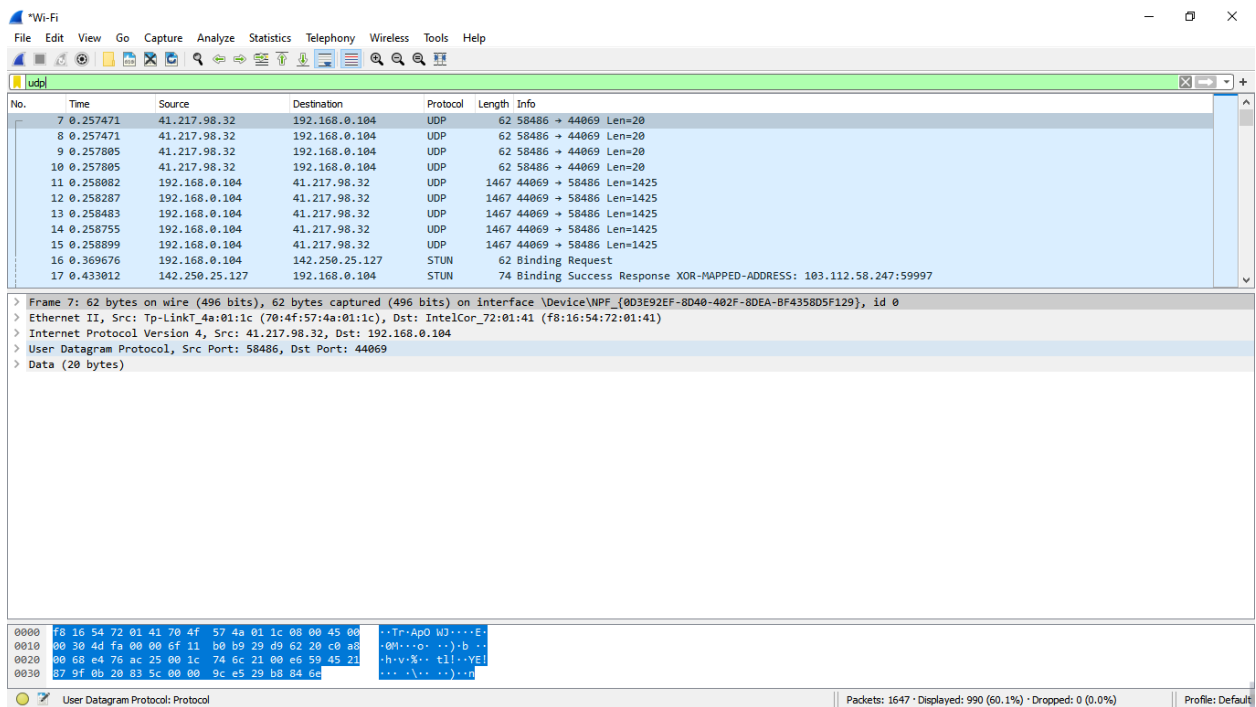 *Wi-Fi
File Edit View Go Capture Analyze Statistics Telephony Wireless Tools Help
udp
No. Time Source Destination Protocol Length Info
7 0.257471 41.217.98.32 192.168.0.104 UDP 62 58486 → 44069 Len=20
8 0.257471 41.217.98.32 192.168.0.104 UDP 62 58486 → 44069 Len=20
9 0.257805 41.217.98.32 192.168.0.104 UDP 62 58486 → 44069 Len=20
10 0.257805 41.217.98.32 192.168.0.104 UDP 62 58486 → 44069 Len=20
11 0.258082 192.168.0.104 41.217.98.32 UDP 1467 44069 → 58486 Len=1425
12 0.258287 192.168.0.104 41.217.98.32 UDP 1467 44069 → 58486 Len=1425
13 0.258483 192.168.0.104 41.217.98.32 UDP 1467 44069 → 58486 Len=1425
14 0.258755 192.168.0.104 41.217.98.32 UDP 1467 44069 → 58486 Len=1425
15 0.258899 192.168.0.104 41.217.98.32 UDP 1467 44069 → 58486 Len=1425
16 0.369676 192.168.0.104 142.250.25.127 STUN 62 Binding Request
17 0.433012 142.250.25.127 192.168.0.104 STUN 74 Binding Success Response XOR-MAPPED-ADDRESS: 103.112.58.247:59997
> Frame 7: 62 bytes on wire (496 bits), 62 bytes captured (496 bits) on interface \Device\NPF_{0D3E92EF-8D40-402F-8DEA-BF4358D5F129}, id 0
> Ethernet II, Src: Tp-LinkT_4a:01:1c (70:4f:57:4a:01:1c), Dst: IntelCor_72:01:41 (f8:16:54:72:01:41)
> Internet Protocol Version 4, Src: 41.217.98.32, Dst: 192.168.0.104
> User Datagram Protocol, Src Port: 58486, Dst Port: 44069
> Data (20 bytes)
0000 f8 16 54 72 01 41 70 4f 57 4a 01 1c 08 00 45 00 ··Tr·ApO WJ····E·
0010 00 30 4d fa 00 00 6f 11 b0 b9 29 d9 62 20 c0 a8 ·0M···o· ··)·b ··
0020 00 68 e4 76 ac 25 00 1c 74 6c 21 00 e6 59 45 21 ·h·v·%·· tl!··YE!
0030 87 9f 0b 20 83 5c 00 00 9c e5 29 b8 84 6e ··· ·\·· ··)··n
User Datagram Protocol: Protocol Packets: 1647 · Displayed: 990 (60.1%) · Dropped: 0 (0.0%) Profile: Default